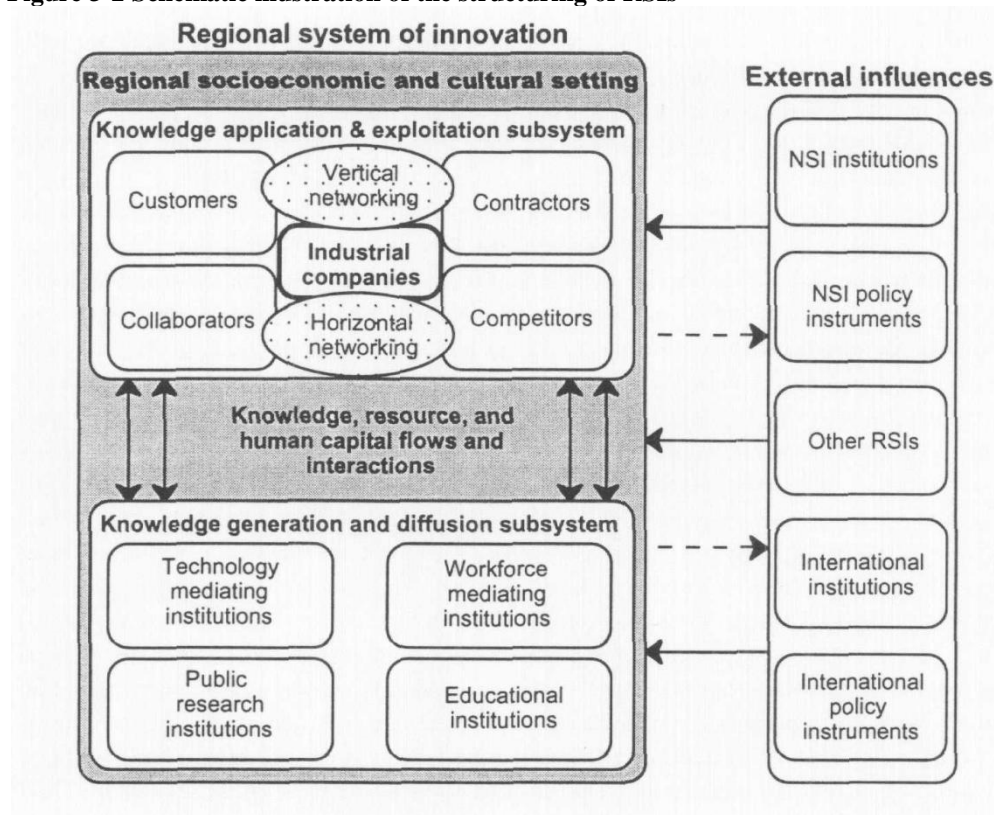 Figure Schematic illustration of the structuring of RSIs
Regional system of innovation
Regional socioeconomic and cultural setting
Knowledge application & exploitation subsystem
Customers
Vertical
networking
Contractors
Industrial
companies
Collaborators
Horizontal
networking
Competitors
Knowledge, resource, and
human capital flows and
interactions
Knowledge generation and diffusion subsystem
Technology
mediating
institutions
Workforce
mediating
institutions
Public
research
institutions
Educational
institutions
External influences
NSI institutions
NSI policy
instruments
Other RSIs
International
institutions
International
policy
instruments